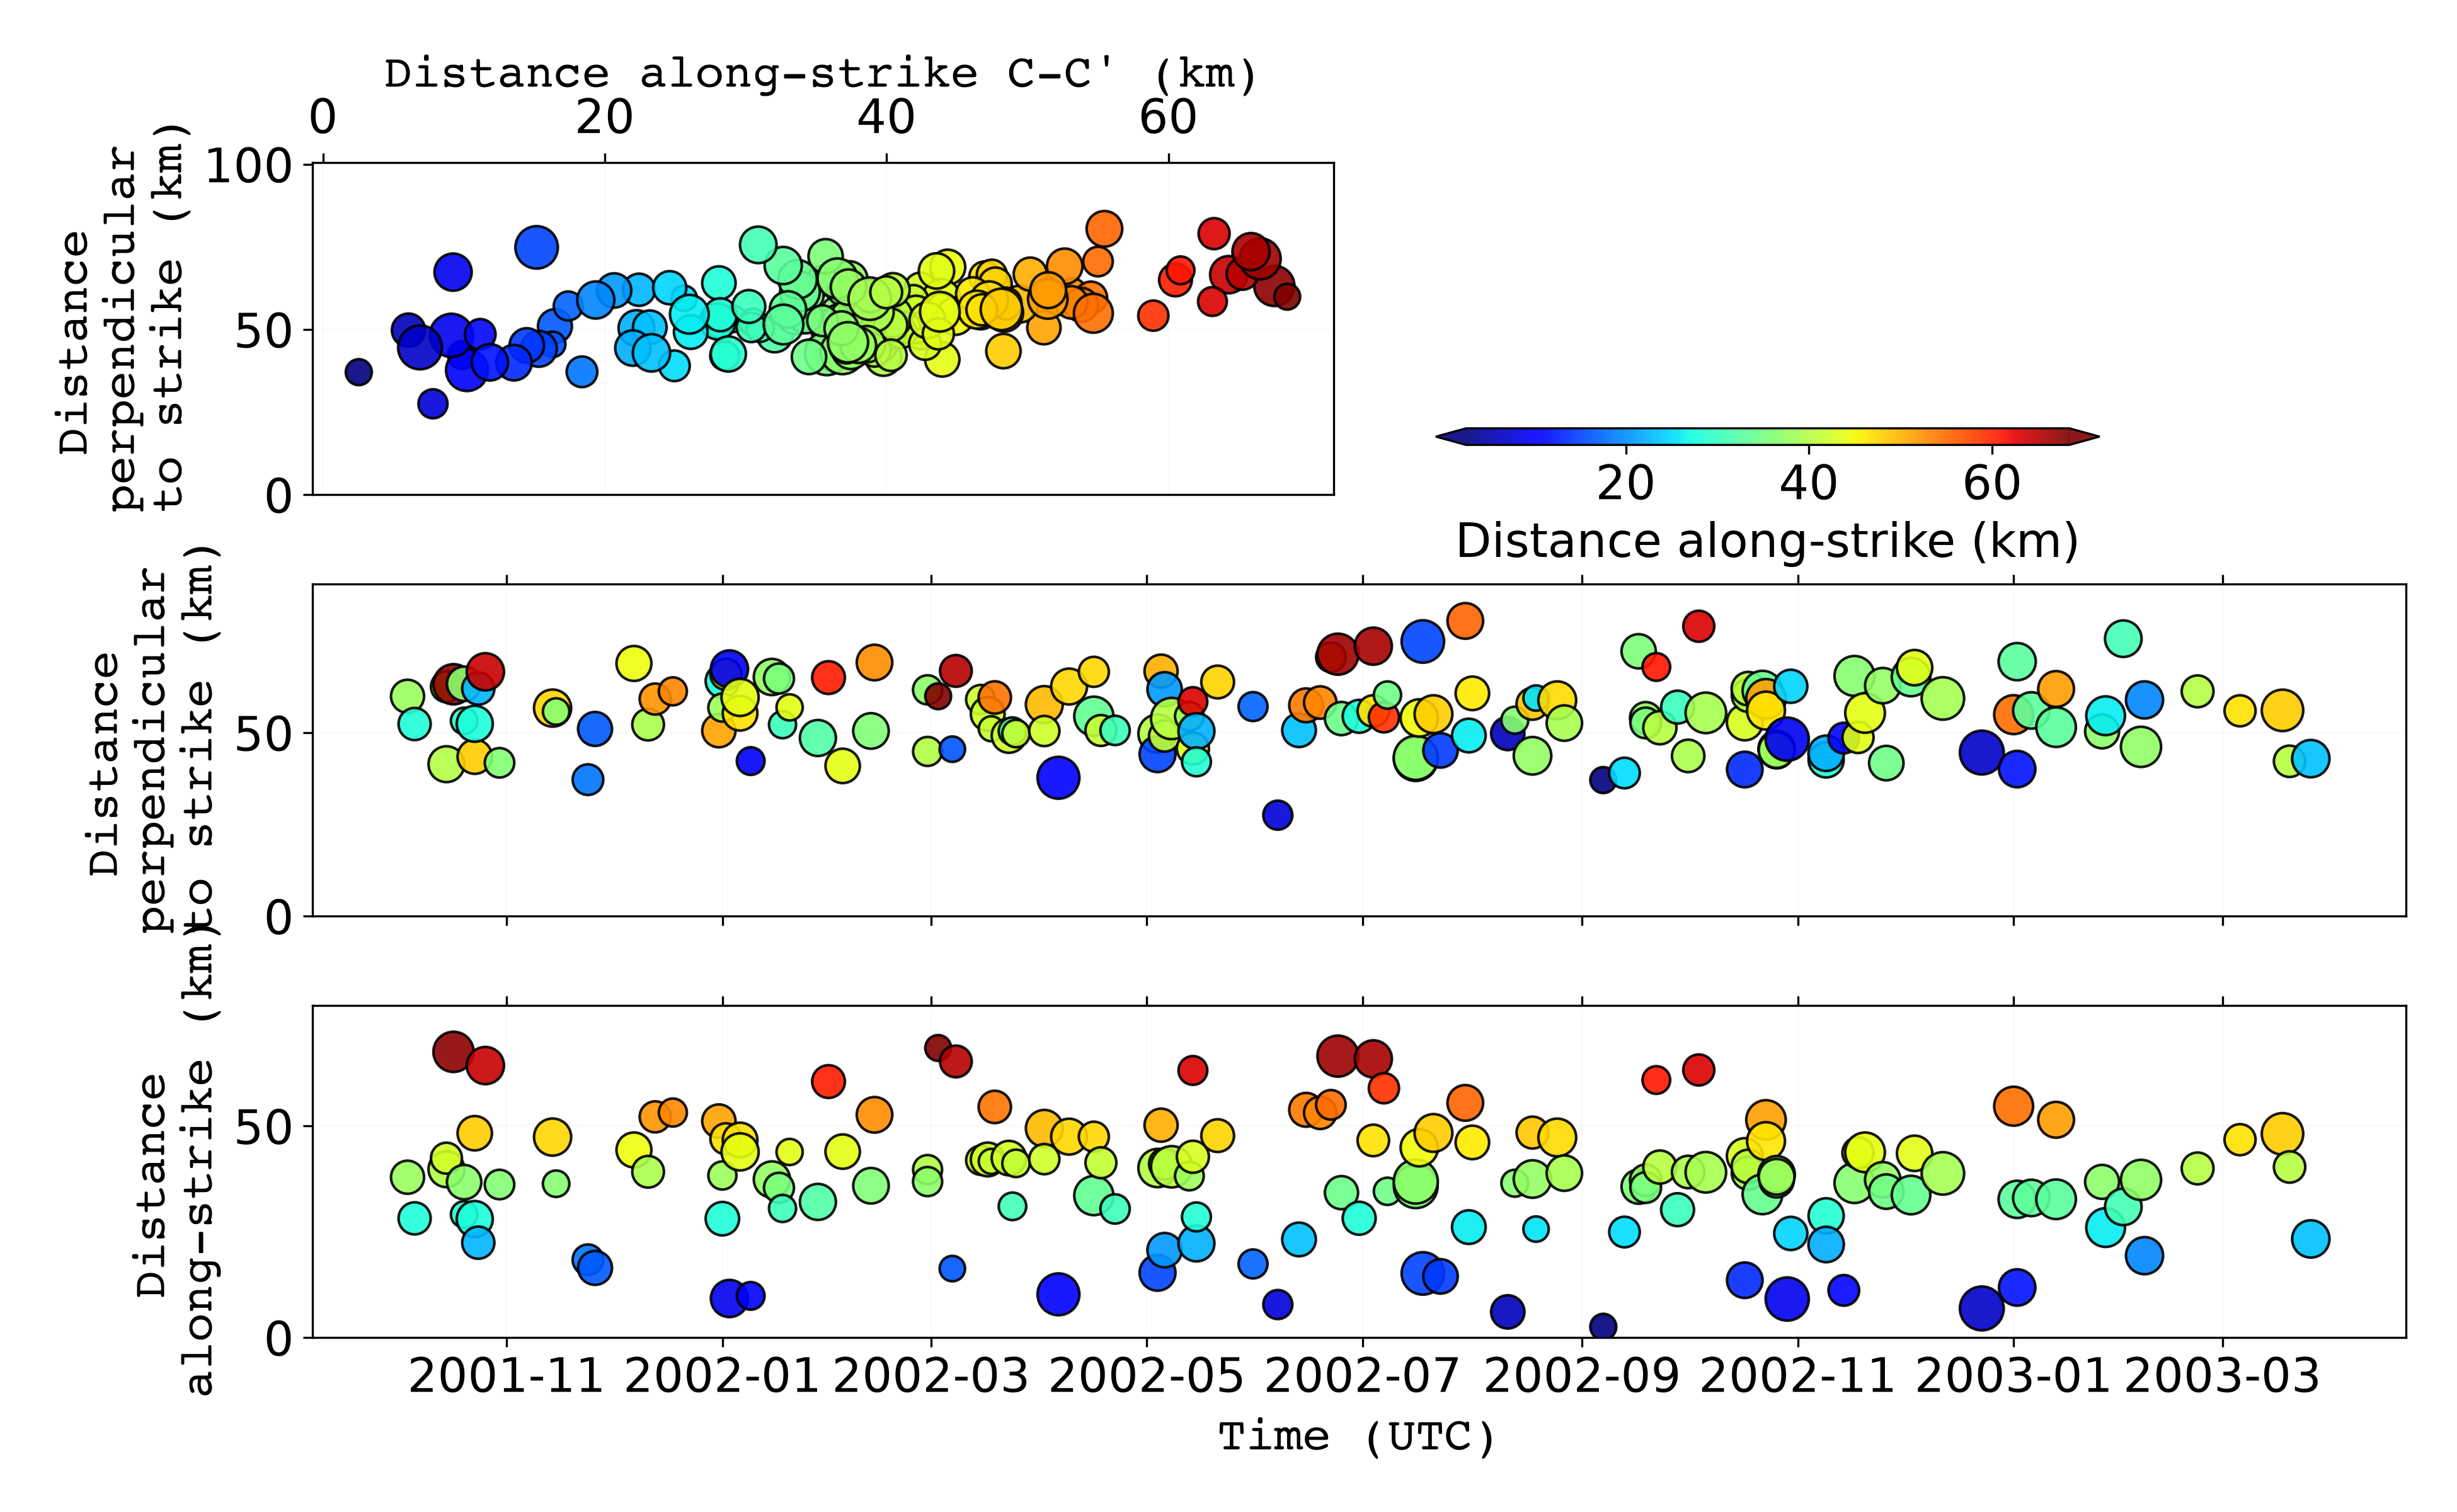 Distance along-strike C-C' (km)
0 20 40 60
Distance
perpendicular
to strike (km)
100
50
0
20 40 60
Distance along-strike (km)
Distance
perpendicular
to strike (km)
50
0
Distance
along-strike (km)
50
0
2001-11 2002-01 2002-03 2002-05 2002-07 2002-09 2002-11 2003-01 2003-03
Time (UTC)